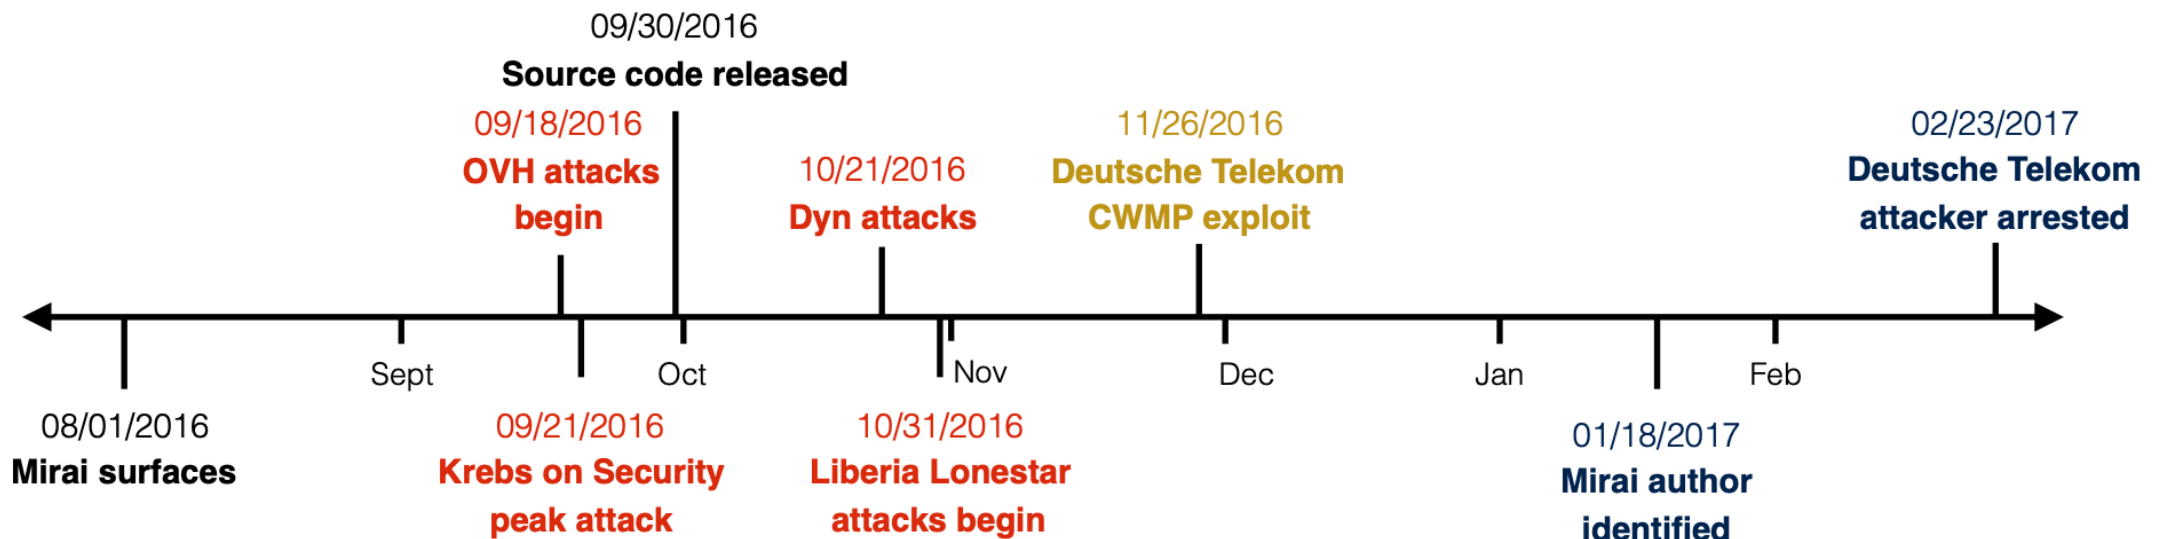 09/30/2016
Source code released
09/18/2016
OVH attacks
begin
10/21/2016
Dyn attacks
11/26/2016
Deutsche Telekom
CWMP exploit
02/23/2017
Deutsche Telekom
attacker arrested
Sept
Oct
Nov
Dec
Jan
Feb
08/01/2016
Mirai surfaces
09/21/2016
Krebs on Security
peak attack
10/31/2016
Liberia Lonestar
attacks begin
01/18/2017
Mirai author
identified